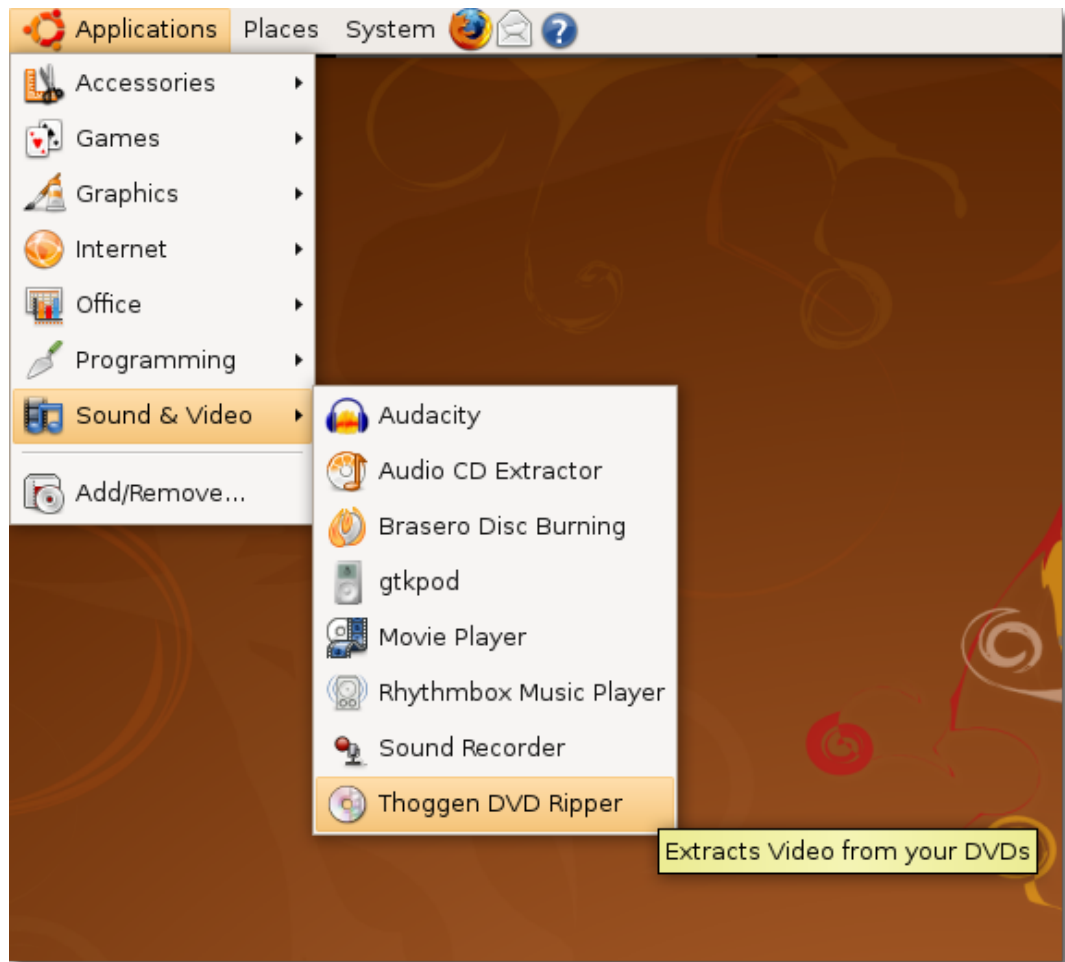 Applications Places System
Accessories
Games
Graphics
Internet
Office
Programming
Sound & Video
Add/Remove...
Audacity
Audio CD Extractor
Brasero Disc Burning
gtkpod
Movie Player
Rhythmbox Music Player
Sound Recorder
Thoggen DVD Ripper
Extracts Video from your DVDs